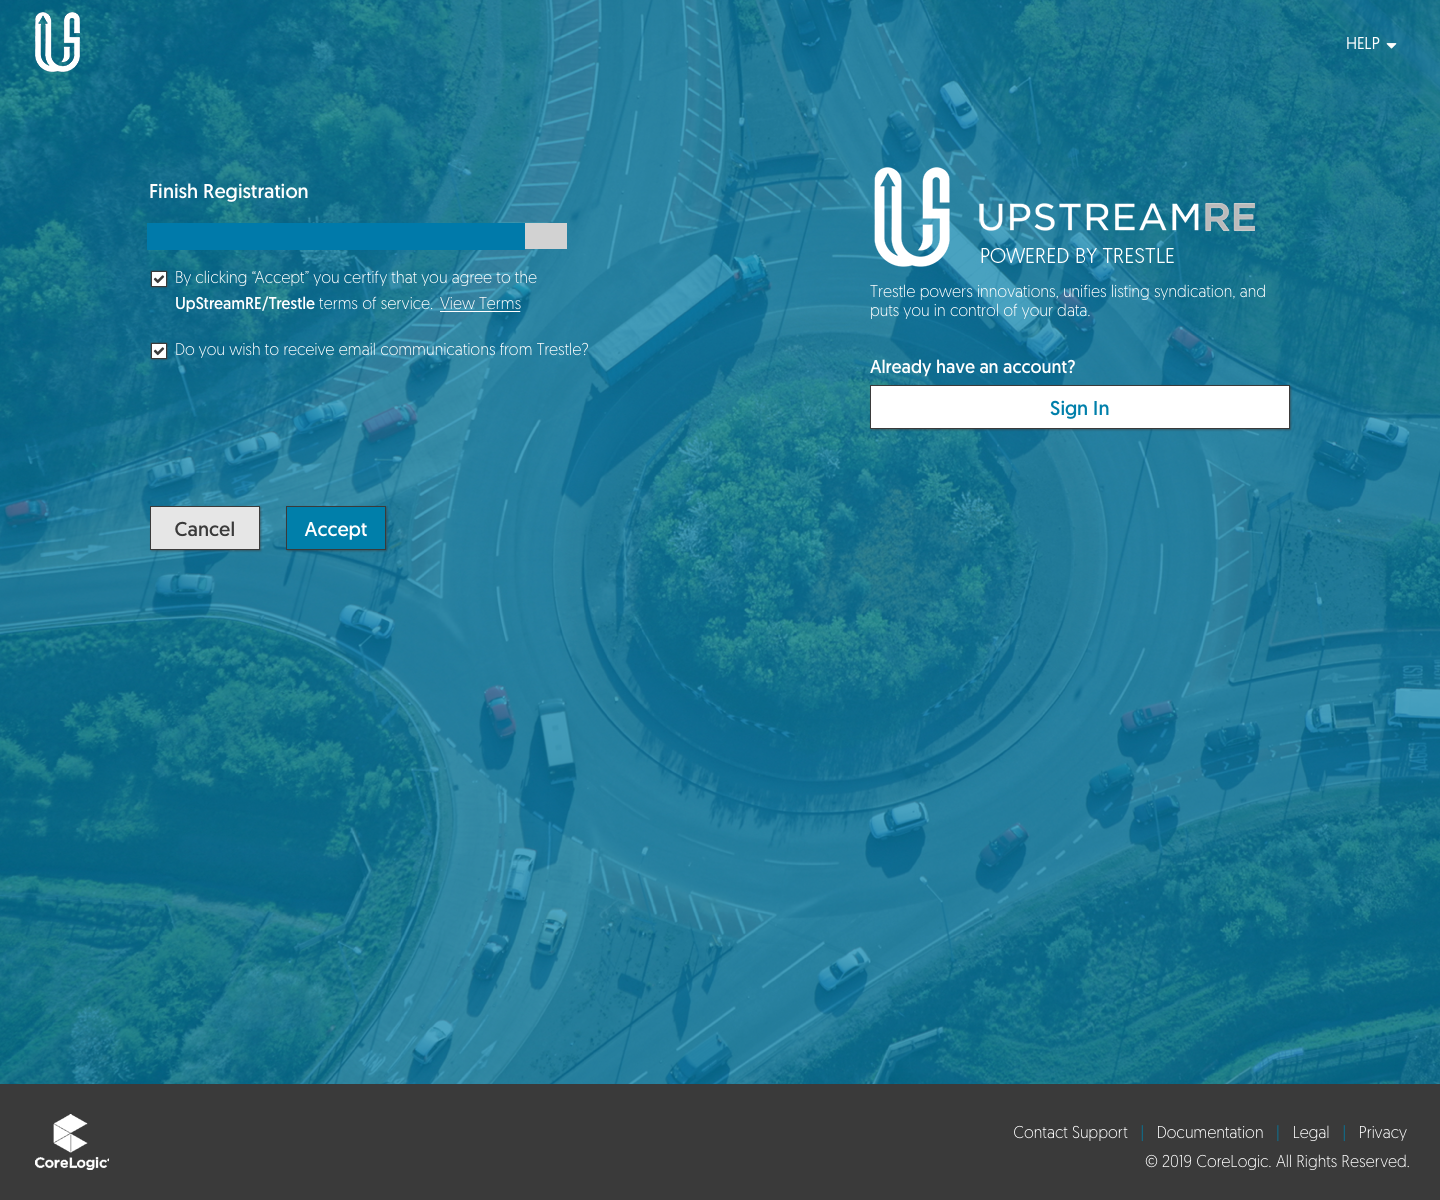 HELP
Finish Registration
By clicking “Accept” you certify that you agree to the
UpStreamRE/Trestle terms of service. View Terms
Do you wish to receive email communications from Trestle?
Cancel
Accept
UPSTREAMRE
POWERED BY TRESTLE
Trestle powers innovations, unifies listing syndication, and
puts you in control of your data.
Already have an account?
Sign In
CoreLogic
Contact Support | Documentation | Legal | Privacy
© 2019 CoreLogic. All Rights Reserved.